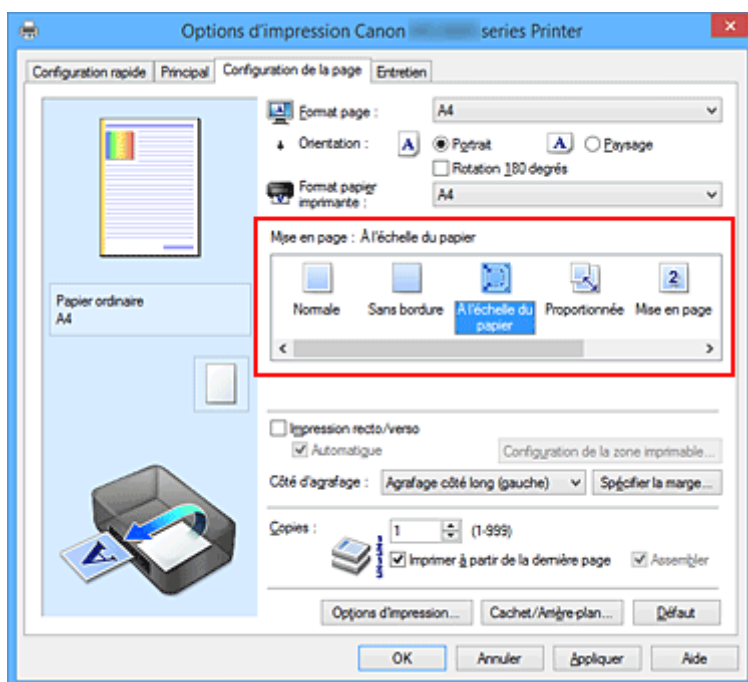 Options d'impression Canon series Printer
Configuration rapide Principal Configuration de la page Entretien
Format page : A4
Orientation : A Portrait A Paysage
Rotation 180 degrés
Format papier
imprimante : A4
Mise en page : À l'échelle du papier
Normale Sans bordure À l'échelle du
papier Proportionnée Mise en page
2
Papier ordinaire
A4
Impression recto/verso
Automatique Configuration de la zone imprimable...
Côté d'agrafage : Agrafage côté long (gauche) Spécifier la marge...
Copies : 1 (1-999)
Imprimer à partir de la dernière page Assembler
A
Options d'impression... Cachet/Arrière-plan... Défaut
OK Annuler Appliquer Aide